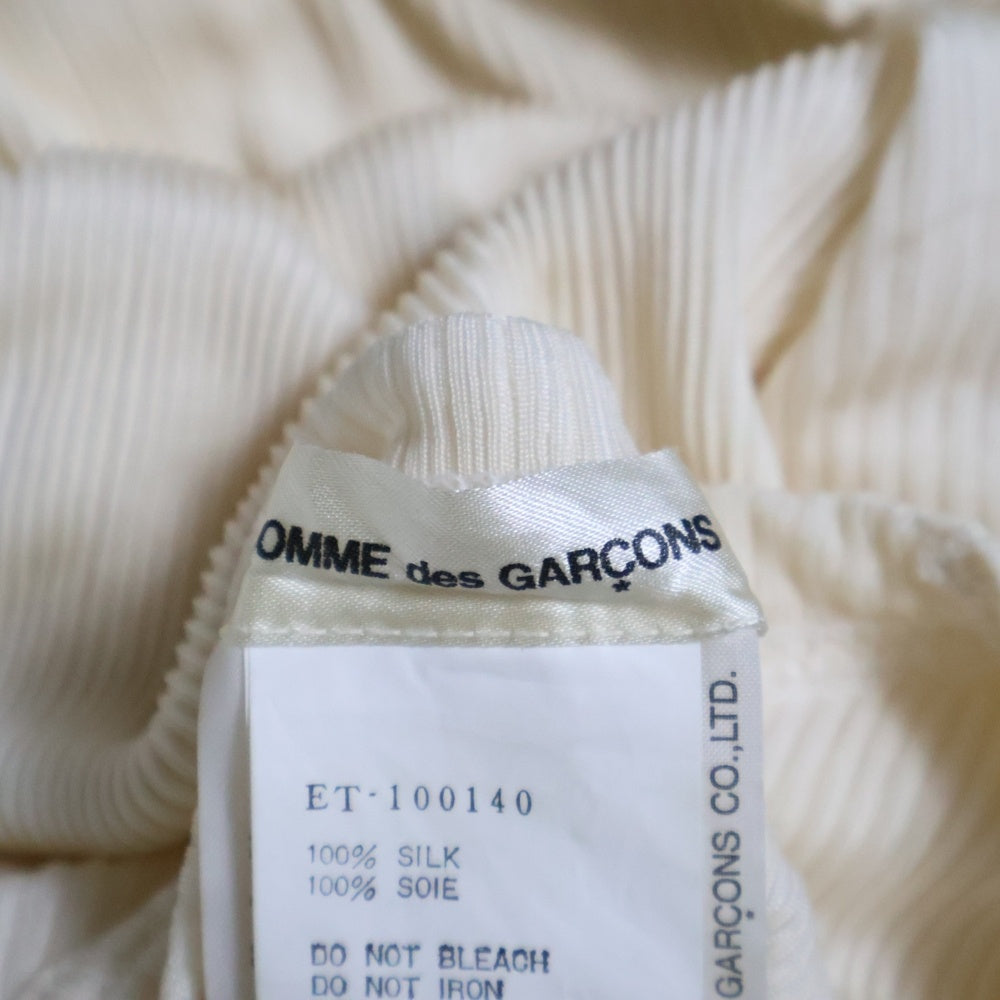 OMME des GARÇONS
ET-100140
100% SILK
100% SOIE
DO NOT BLEACH
DO NOT IRON
GARÇONS CO.,LTD.